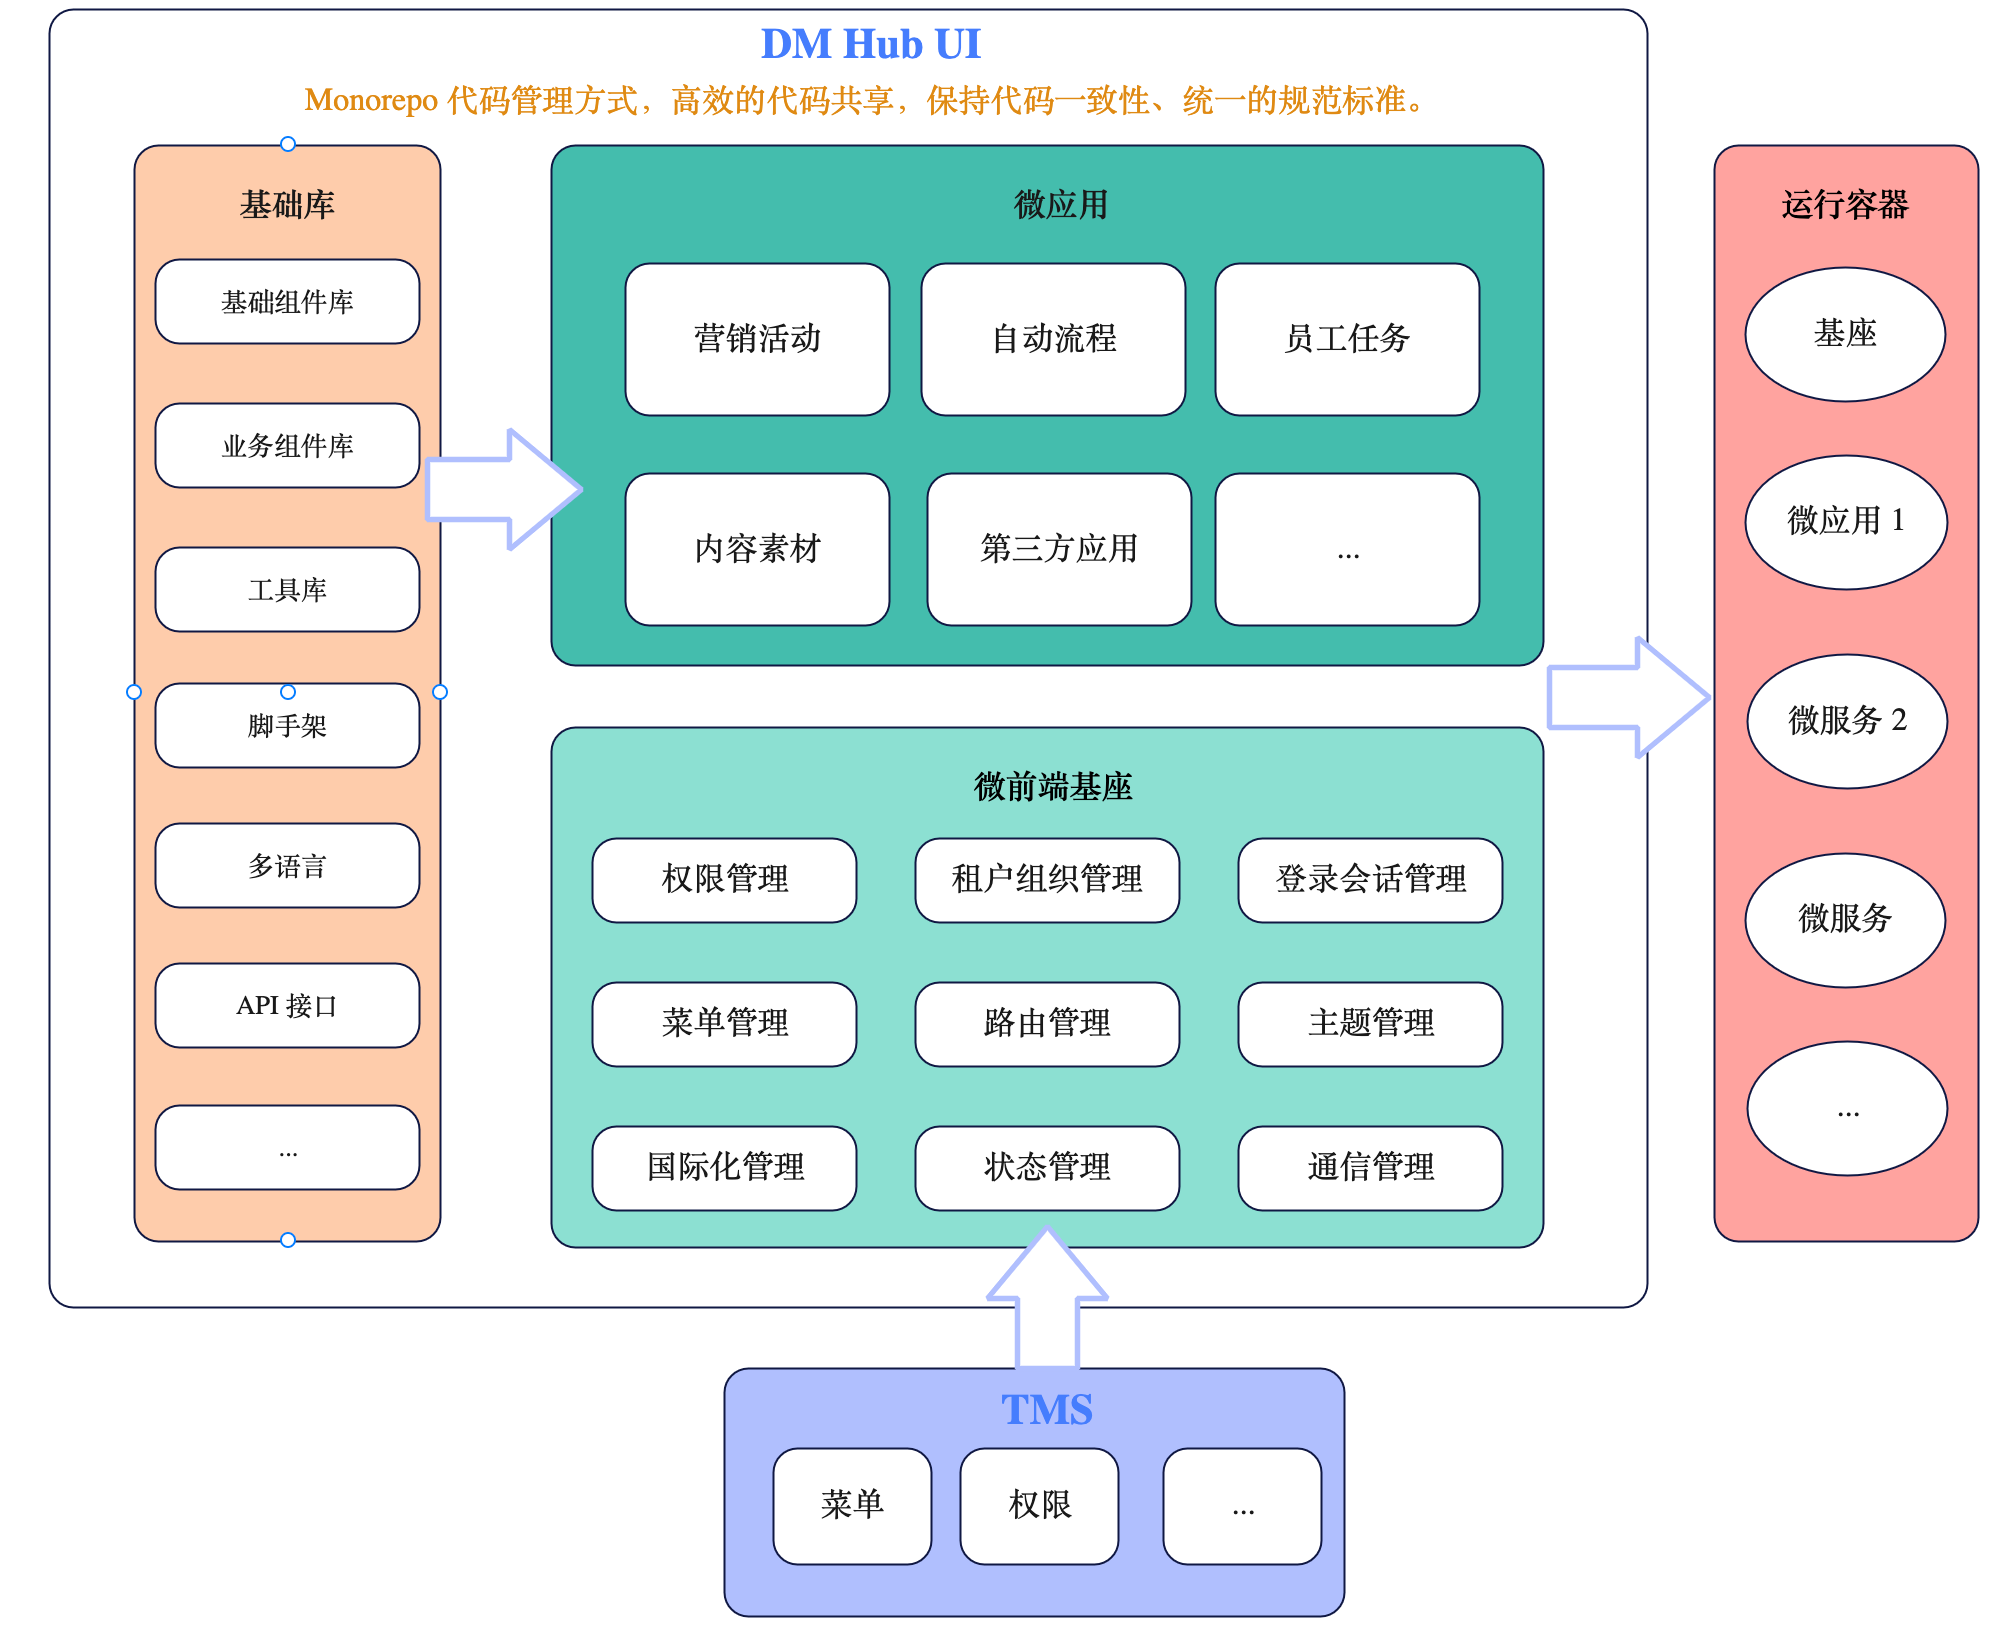 DM Hub UI
Monorepo 代码管理方式，高效的代码共享，保持代码一致性、统一的规范标准。
基础库
基础组件库
业务组件库
工具库
脚手架
多语言
API 接口
...
微应用
营销活动
自动流程
员工任务
内容素材
第三方应用
...
微前端基座
权限管理
租户组织管理
登录会话管理
菜单管理
路由管理
主题管理
国际化管理
状态管理
通信管理
运行容器
基座
微应用 1
微服务 2
微服务
...
TMS
菜单
权限
...